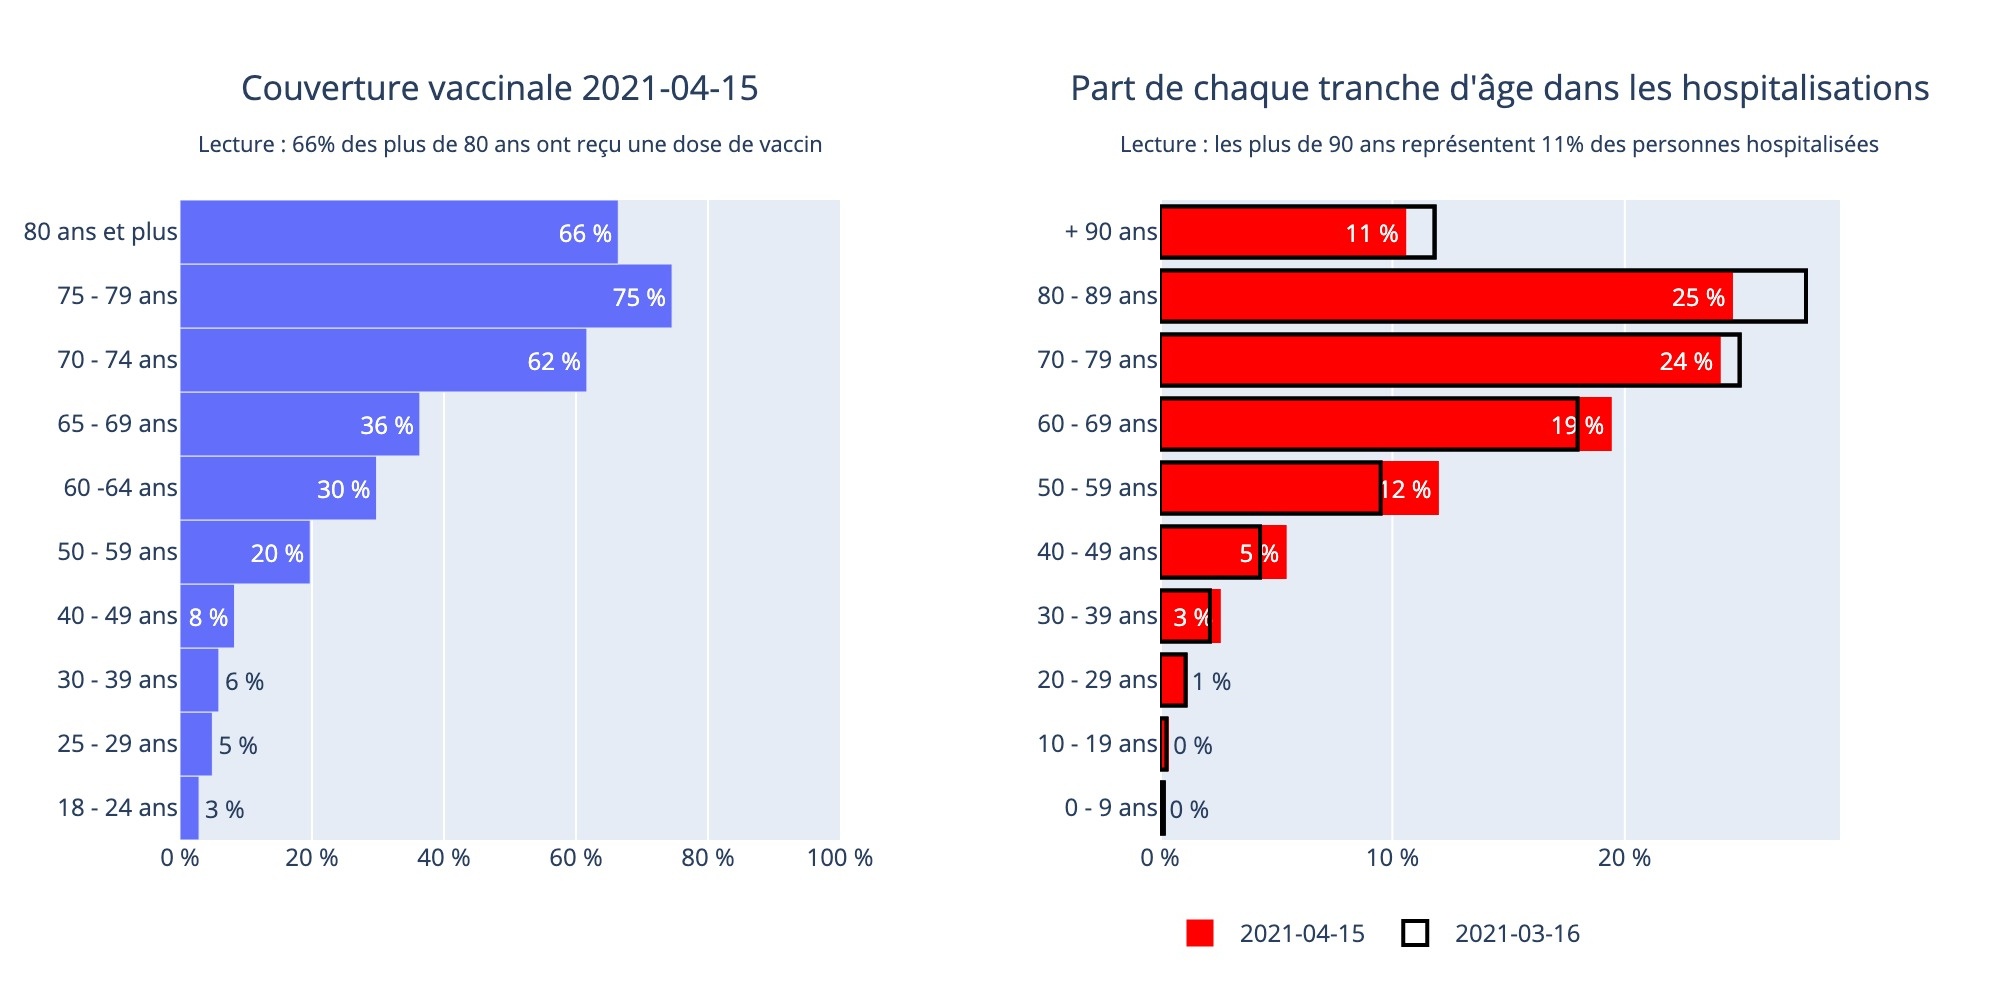 Couverture vaccinale 2021-04-15
Lecture : 66% des plus de 80 ans ont reçu une dose de vaccin
80 ans et plus 66 %
75 - 79 ans 75 %
70 - 74 ans 62 %
65 - 69 ans 36 %
60 -64 ans 30 %
50 - 59 ans 20 %
40 - 49 ans 8 %
30 - 39 ans 6 %
25 - 29 ans 5 %
18 - 24 ans 3 %
0 % 20 % 40 % 60 % 80 % 100 %
Part de chaque tranche d'âge dans les hospitalisations
Lecture : les plus de 90 ans représentent 11% des personnes hospitalisées
+ 90 ans 11 %
80 - 89 ans 25 %
70 - 79 ans 24 %
60 - 69 ans 19 %
50 - 59 ans 12 %
40 - 49 ans 5 %
30 - 39 ans 3 %
20 - 29 ans 1 %
10 - 19 ans 0 %
0 - 9 ans 0 %
0 % 10 % 20 %
2021-04-15 2021-03-16